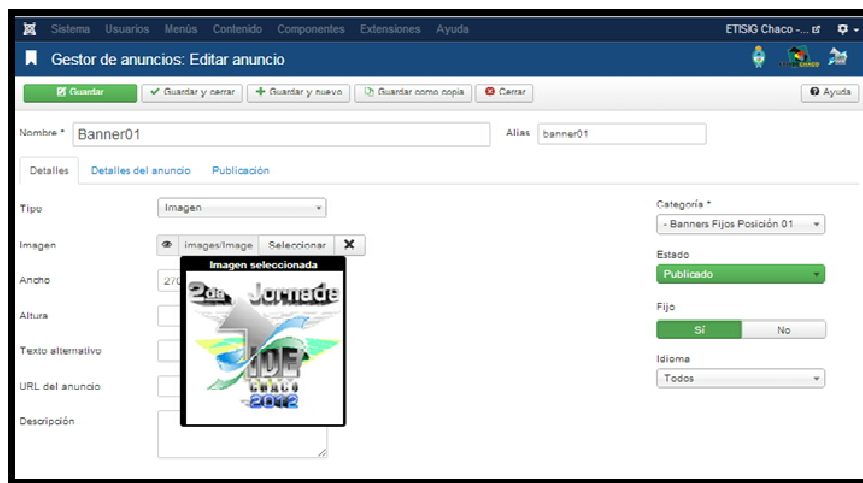 Sistema Usuarios Menús Contenido Componentes Extensiones Ayuda ETISIG Chaco -...
Gestor de anuncios: Editar anuncio
Guardar Guardar y cerrar Guardar y nuevo Guardar como copia Cerrar Ayuda
Nombre * Banner01 Alias banner01
Detalles Detalles del anuncio Publicación
Tipo Imagen Categoría *
- Banners Fijos Posición 01
Imagen images/Image Seleccionar
Estado
Imagen seleccionada
Ancho 270 Publicado
2da Jornada
Altura Fijo
Sí No
Texto alternativo
IDE
Idioma
CHACO
URL del anuncio Todos
2012
Descripción